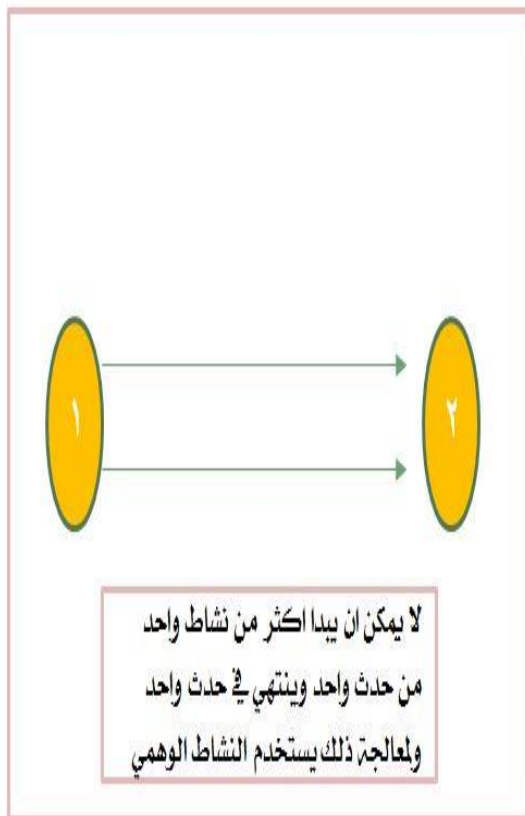 ١
٢
لا يمكن ان يبدا اكثر من نشاط واحد
من حدث واحد وينتهي في حدث واحد
ولمعالجة ذلك يستخدم النشاط الوهمي